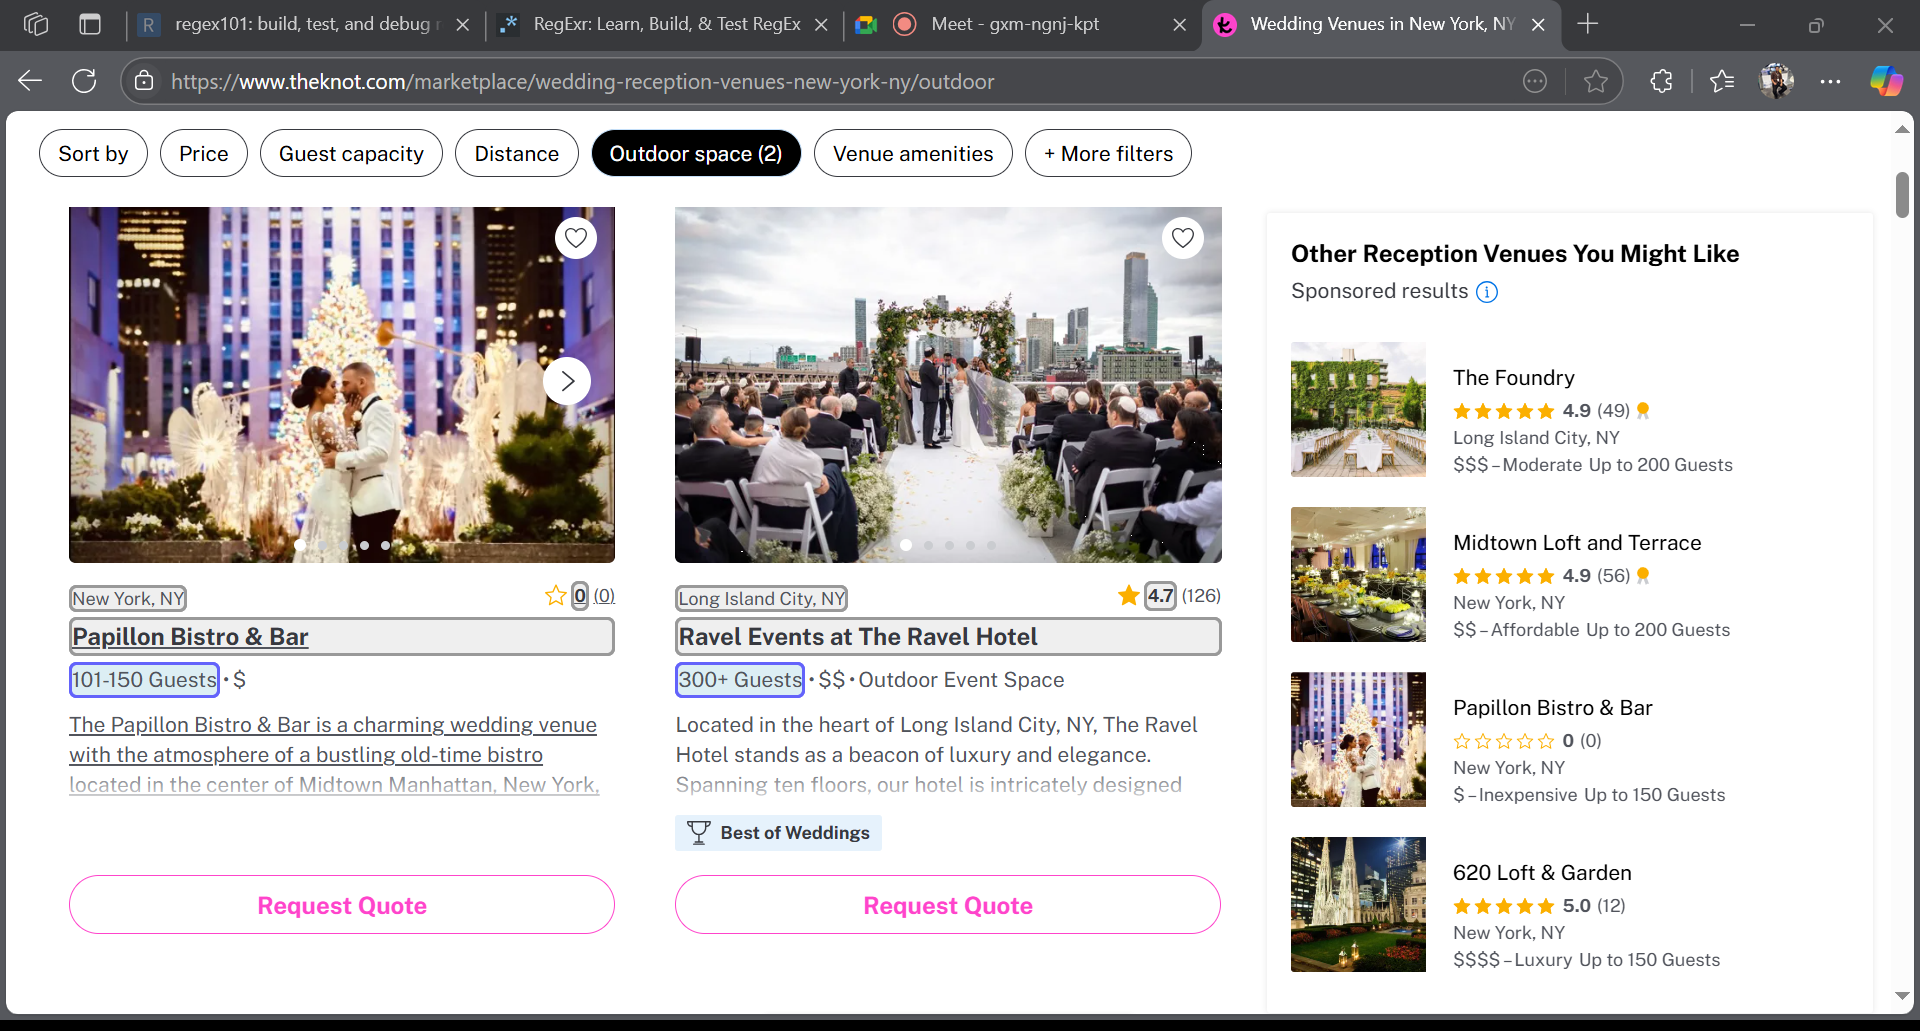 regex101: build, test, and debug r
RegExr: Learn, Build, & Test RegEx
Meet - gxm-ngnj-kpt
Wedding Venues in New York, NY
https://www.theknot.com/marketplace/wedding-reception-venues-new-york-ny/outdoor
Sort by
Price
Guest capacity
Distance
Outdoor space (2)
Venue amenities
+ More filters
New York, NY
0 (0)
Papillon Bistro & Bar
101-150 Guests • $
The Papillon Bistro & Bar is a charming wedding venue
with the atmosphere of a bustling old-time bistro
located in the center of Midtown Manhattan, New York,
Request Quote
Long Island City, NY
4.7 (126)
Ravel Events at The Ravel Hotel
300+ Guests • $$ • Outdoor Event Space
Located in the heart of Long Island City, NY, The Ravel
Hotel stands as a beacon of luxury and elegance.
Spanning ten floors, our hotel is intricately designed
Best of Weddings
Request Quote
Other Reception Venues You Might Like
Sponsored results
The Foundry
4.9 (49)
Long Island City, NY
$$$ – Moderate Up to 200 Guests
Midtown Loft and Terrace
4.9 (56)
New York, NY
$$ – Affordable Up to 200 Guests
Papillon Bistro & Bar
0 (0)
New York, NY
$ – Inexpensive Up to 150 Guests
620 Loft & Garden
5.0 (12)
New York, NY
$$$$ – Luxury Up to 150 Guests